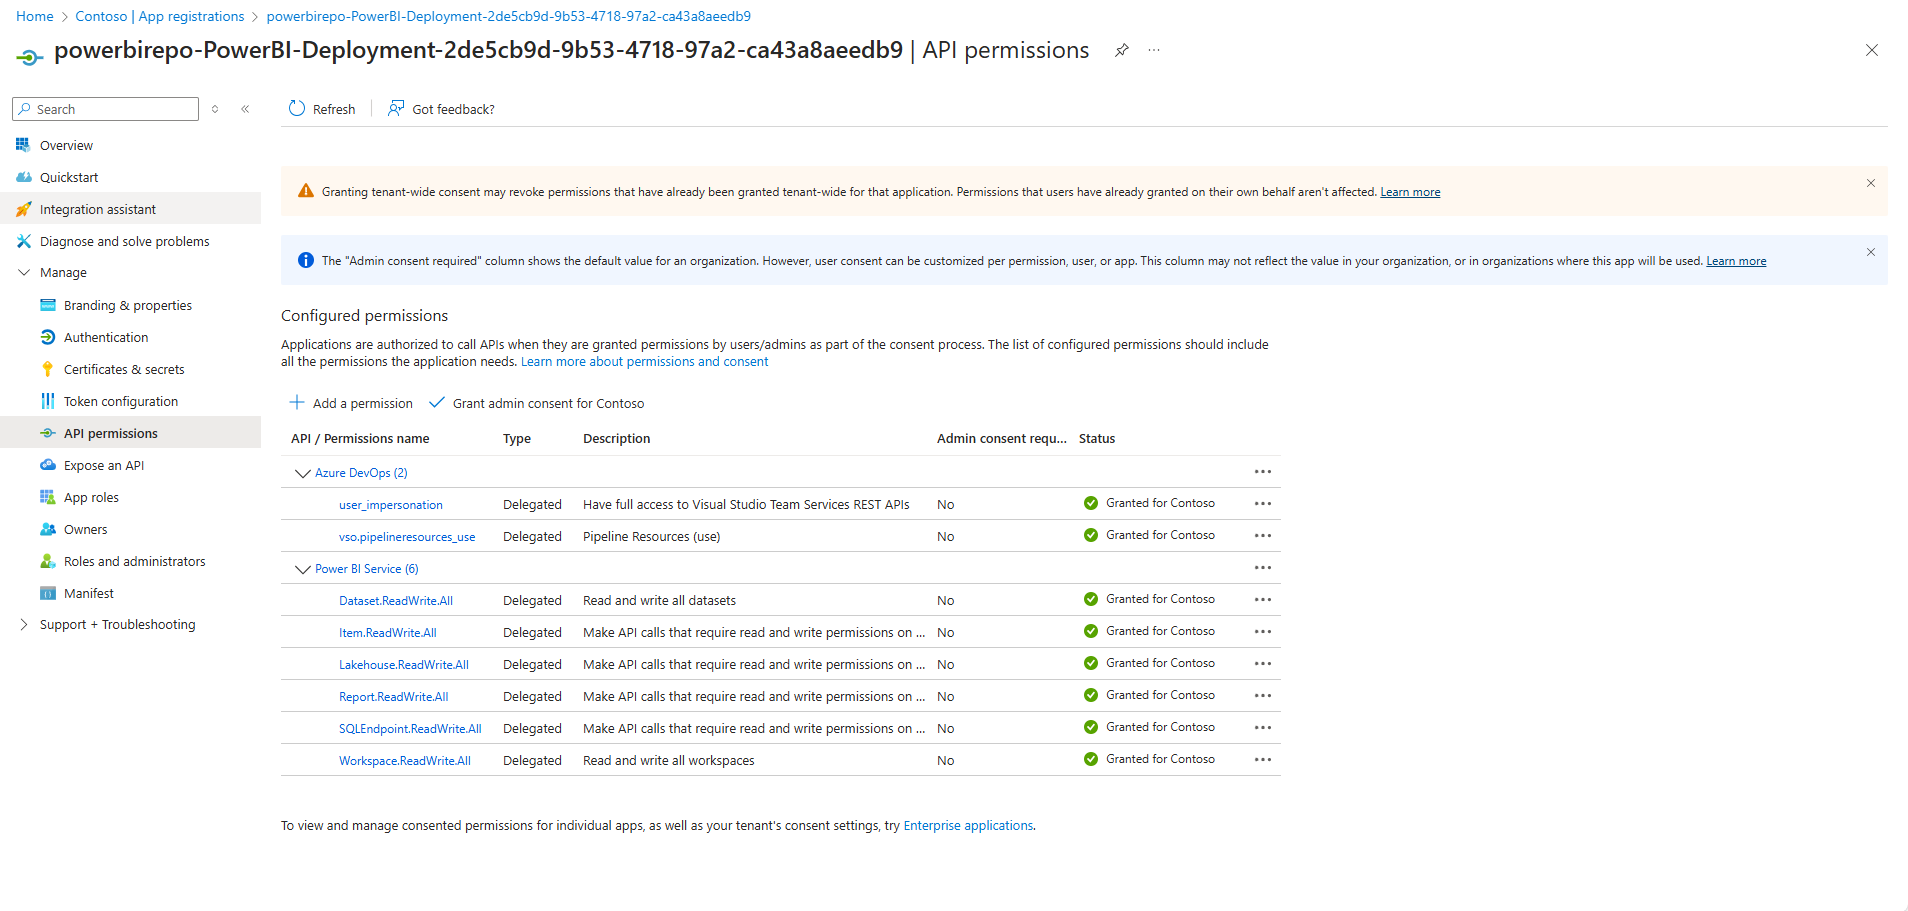 Home > Contoso | App registrations > powerbirepo-PowerBI-Deployment-2de5cb9d-9b53-4718-97a2-ca43a8aeedb9
powerbirepo-PowerBI-Deployment-2de5cb9d-9b53-4718-97a2-ca43a8aeedb9 | API permissions
Search
Overview
Quickstart
Integration assistant
Diagnose and solve problems
Manage
Branding & properties
Authentication
Certificates & secrets
Token configuration
API permissions
Expose an API
App roles
Owners
Roles and administrators
Manifest
Support + Troubleshooting
Refresh Got feedback?
Granting tenant-wide consent may revoke permissions that have already been granted tenant-wide for that application. Permissions that users have already granted on their own behalf aren't affected. Learn more
The "Admin consent required" column shows the default value for an organization. However, user consent can be customized per permission, user, or app. This column may not reflect the value in your organization, or in organizations where this app will be used. Learn more
Configured permissions
Applications are authorized to call APIs when they are granted permissions by users/admins as part of the consent process. The list of configured permissions should include
all the permissions the application needs. Learn more about permissions and consent
Add a permission Grant admin consent for Contoso
API / Permissions name Type Description Admin consent requ... Status
Azure DevOps (2)
user_impersonation Delegated Have full access to Visual Studio Team Services REST APIs No Granted for Contoso
vso.pipelineresources_use Delegated Pipeline Resources (use) No Granted for Contoso
Power BI Service (6)
Dataset.ReadWrite.All Delegated Read and write all datasets No Granted for Contoso
Item.ReadWrite.All Delegated Make API calls that require read and write permissions on ... No Granted for Contoso
Lakehouse.ReadWrite.All Delegated Make API calls that require read and write permissions on ... No Granted for Contoso
Report.ReadWrite.All Delegated Make API calls that require read and write permissions on ... No Granted for Contoso
SQLEndpoint.ReadWrite.All Delegated Make API calls that require read and write permissions on ... No Granted for Contoso
Workspace.ReadWrite.All Delegated Read and write all workspaces No Granted for Contoso
To view and manage consented permissions for individual apps, as well as your tenant's consent settings, try Enterprise applications.